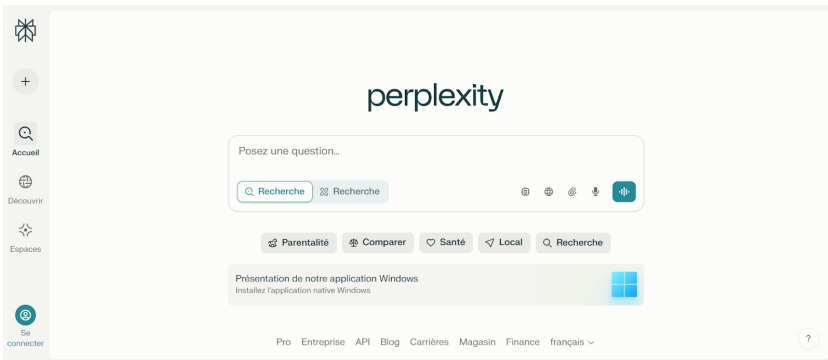 perplexity
Posez une question...
Recherche Recherche
Accueil
Découvrir
Espaces
Parentalité Comparer Santé Local Recherche
Présentation de notre application Windows
Installez l'application native Windows
Se
connecter
Pro Entreprise API Blog Carrières Magasin Finance français
?